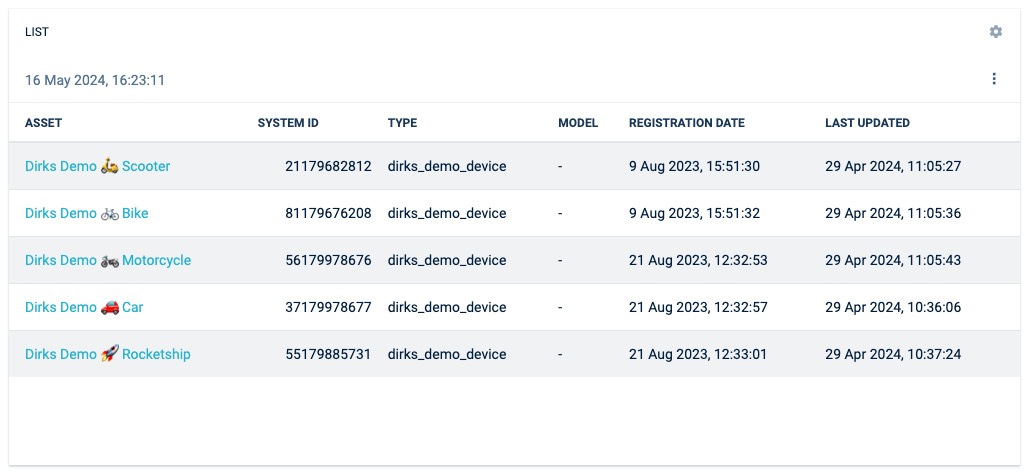 LIST
16 May 2024, 16:23:11
ASSET SYSTEM ID TYPE MODEL REGISTRATION DATE LAST UPDATED
Dirks Demo 🛵 Scooter 21179682812 dirks_demo_device - 9 Aug 2023, 15:51:30 29 Apr 2024, 11:05:27
Dirks Demo 🚲 Bike 81179676208 dirks_demo_device - 9 Aug 2023, 15:51:32 29 Apr 2024, 11:05:36
Dirks Demo 🏍 Motorcycle 56179978676 dirks_demo_device - 21 Aug 2023, 12:32:53 29 Apr 2024, 11:05:43
Dirks Demo 🚗 Car 37179978677 dirks_demo_device - 21 Aug 2023, 12:32:57 29 Apr 2024, 10:36:06
Dirks Demo 🚀 Rocketship 55179885731 dirks_demo_device - 21 Aug 2023, 12:33:01 29 Apr 2024, 10:37:24